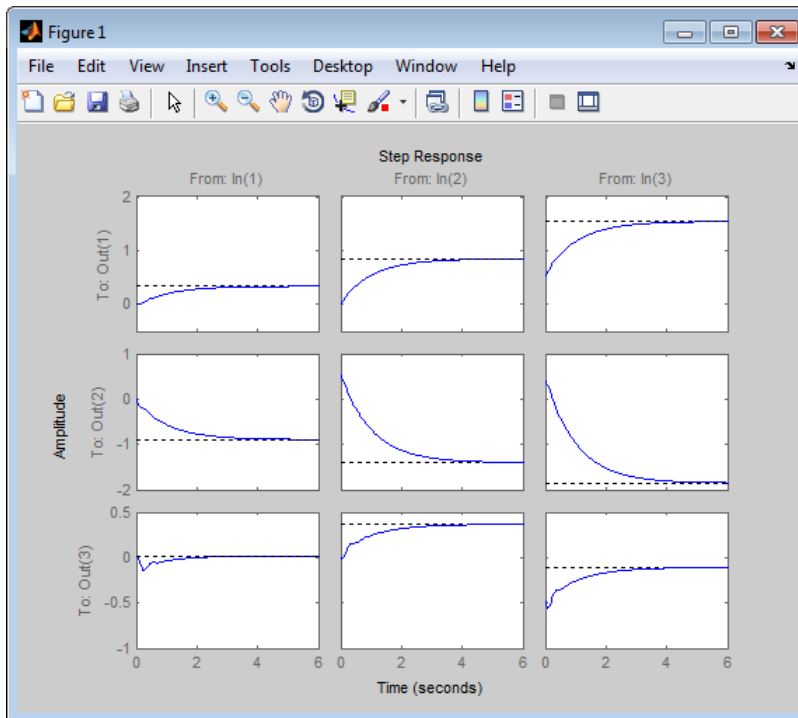 Figure 1
File Edit View Insert Tools Desktop Window Help
Step Response
From: In(1) From: In(2) From: In(3)
To: Out(1)
2
1
0
Amplitude
To: Out(2)
1
0
-1
-2
To: Out(3)
0.5
0
-0.5
-1
0 2 4 6 0 2 4 6 0 2 4 6
Time (seconds)